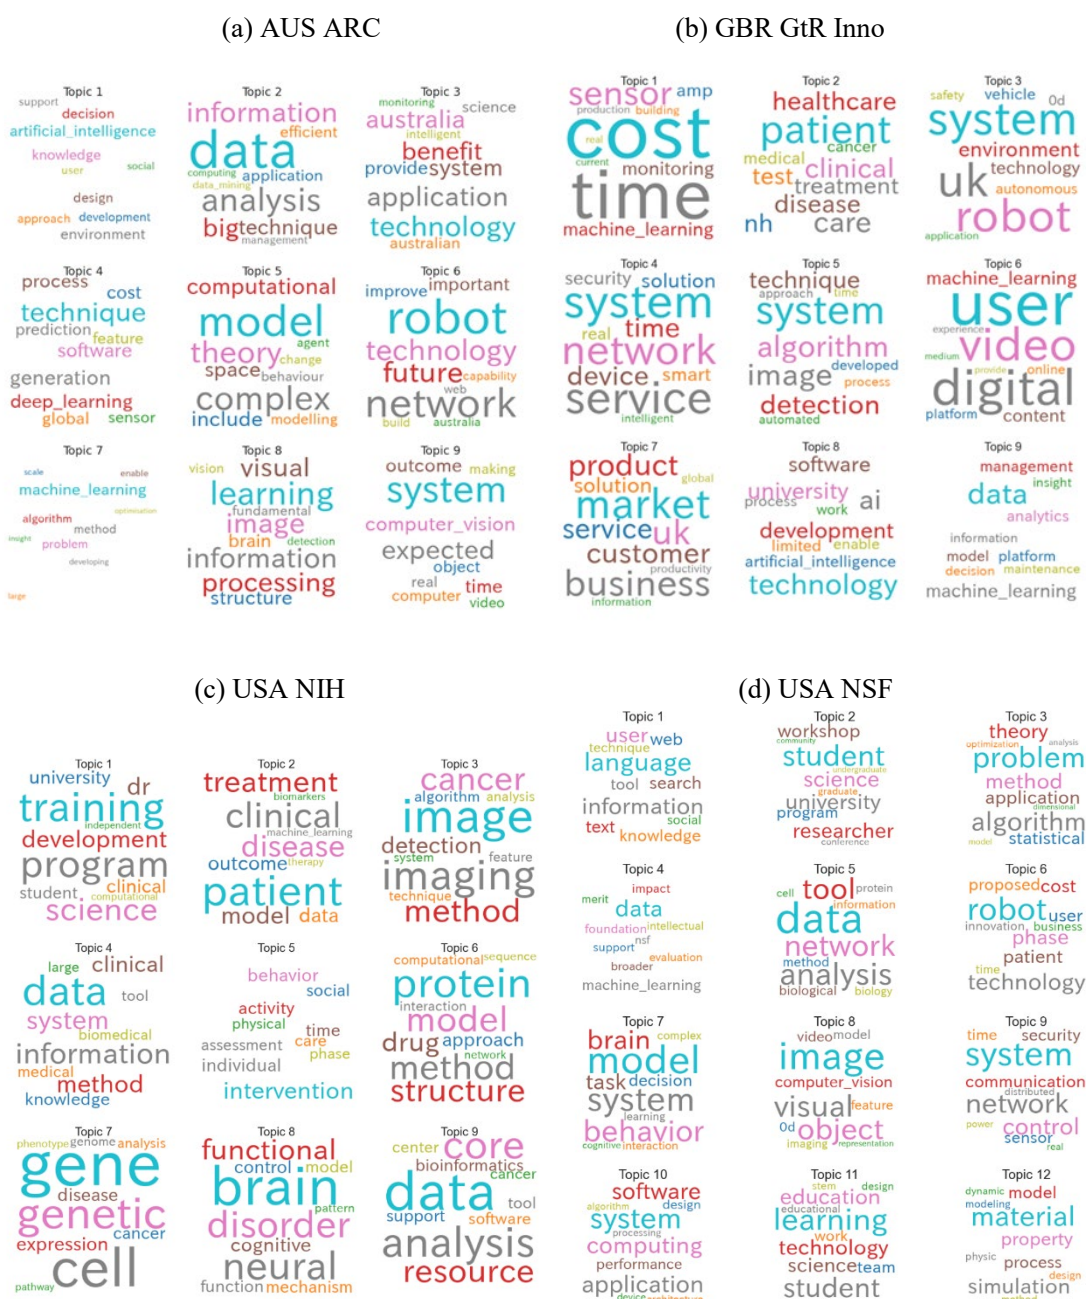 (a) AUS ARC
(b) GBR GtR Inno
Topic 1
support
decision
artificial_intelligence
knowledge
social
user
design
approach development
environment
Topic 2
information
efficient
data
computing application
data_mining
analysis
big technique
management
Topic 3
monitoring science
australia
intelligent
benefit
provide system
application
technology
australian
Topic 4
process
cost
technique
prediction feature
software
generation
deep_learning
global sensor
Topic 5
computational
model
agent
theory change
space behaviour
complex
include modelling
Topic 6
improve important
robot
technology
future capability
web
network
build australia
Topic 7
scale enable
machine_learning
optimisation
algorithm
method
insight problem
developing
large
Topic 8
vision visual
learning
fundamental
image
brain detection
information
processing
structure
Topic 9
outcome making
system
computer_vision
expected
object
real time
computer video
Topic 1
sensor amp
production building
cost
real
current monitoring
time
machine_learning
Topic 2
healthcare
patient
cancer
medical clinical
test treatment
disease
nh care
Topic 3
safety vehicle 0d
system
environment
uk technology
autonomous
robot
application
Topic 4
security solution
system
real time
network
device smart
service
intelligent
Topic 5
technique
approach time
system
algorithm
image developed
process
detection
automated
Topic 6
machine_learning
user
experience
medium video
provide online
digital
platform content
Topic 7
product
solution global
market
service uk
customer
productivity
business
information
Topic 8
software
university
process work ai
development
limited enable
artificial_intelligence
technology
Topic 9
management
insight
data
analytics
information
model platform
decision maintenance
machine_learning
(c) USA NIH
(d) USA NSF
Topic 1
university dr
training
independent
development
program
student clinical
computational
science
Topic 2
treatment
biomarkers
clinical
machine_learning
disease
outcome therapy
patient
model data
Topic 3
cancer
algorithm analysis
image
detection
system feature
imaging
technique
method
Topic 4
large clinical
data tool
system
biomedical
information
medical
method
knowledge
Topic 5
behavior
social
activity
physical time
assessment care
phase
individual
intervention
Topic 6
computational sequence
protein
interaction
model
drug approach
network
method
structure
Topic 7
phenotype genome analysis
gene
disease
genetic
cancer
expression
cell
pathway
Topic 8
functional
control model
brain
pattern
disorder
cognitive
neural
function mechanism
Topic 9
center core
bioinformatics
cancer
data tool
support software
analysis
resource
Topic 1
user web
technique
language
tool search
information
social
text
knowledge
Topic 2
workshop
community
student
undergraduate
science
graduate
university
program
researcher
conference
Topic 3
theory
optimization analysis
problem
method
application
dimensional
algorithm
model statistical
Topic 4
impact
merit
data
foundation intellectual
nsf
support
evaluation
broader
machine_learning
Topic 5
cell tool protein
information
data
network
method
analysis
biological biology
Topic 6
proposed cost
robot user
innovation business
phase
patient
time
technology
Topic 7
brain complex
model
task decision
system
learning
behavior
cognitive interaction
Topic 8
video model
image
computer_vision
visual feature
0d object
imaging representation
Topic 9
time security
system
communication
distributed
network
power control
sensor
real
Topic 10
software
algorithm design
system
processing
computing
performance
application
device architecture
Topic 11
stem design
education
educational
learning
work
technology
science team
student
Topic 12
dynamic model
modeling
material
property
physic process
design
simulation
method